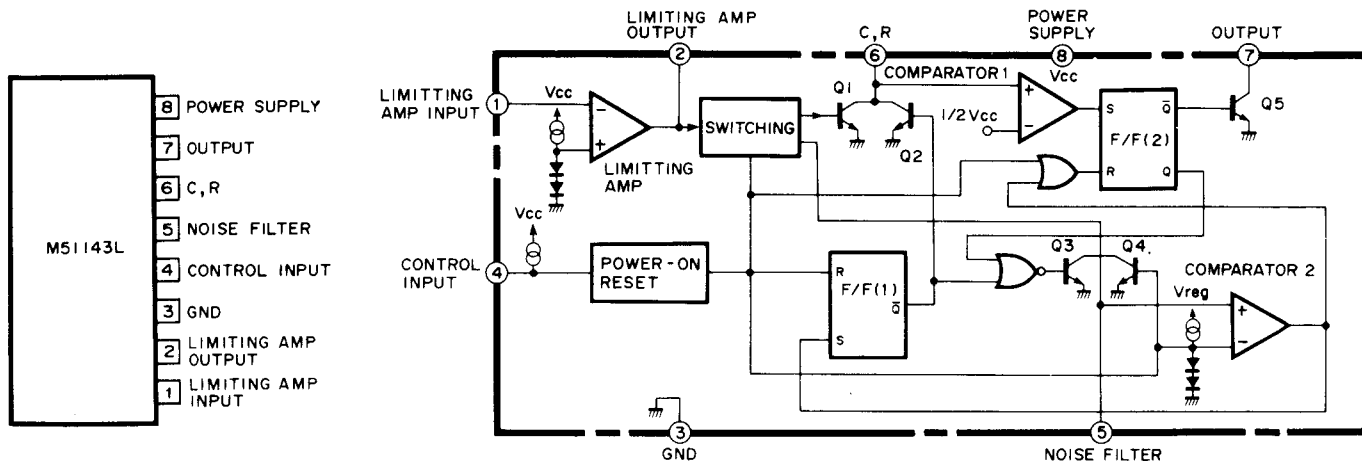 M51143L
8 POWER SUPPLY
7 OUTPUT
6 C,R
5 NOISE FILTER
4 CONTROL INPUT
3 GND
2 LIMITING AMP
OUTPUT
1 LIMITING AMP
INPUT
LIMITING AMP
OUTPUT
2
C,R
6
POWER
SUPPLY
8
OUTPUT
7
LIMITTING
AMP INPUT
1
Vcc
-
+
LIMITTING
AMP
SWITCHING
Q1
Q2
COMPARATOR 1
Vcc
+
-
1/2 Vcc
S
Q
R
Q
F/F(2)
Q5
CONTROL
INPUT
4
Vcc
POWER-ON
RESET
R
F/F(1)
Q
S
Q3
Q4
COMPARATOR 2
Vreg
+
-
3
GND
5
NOISE FILTER